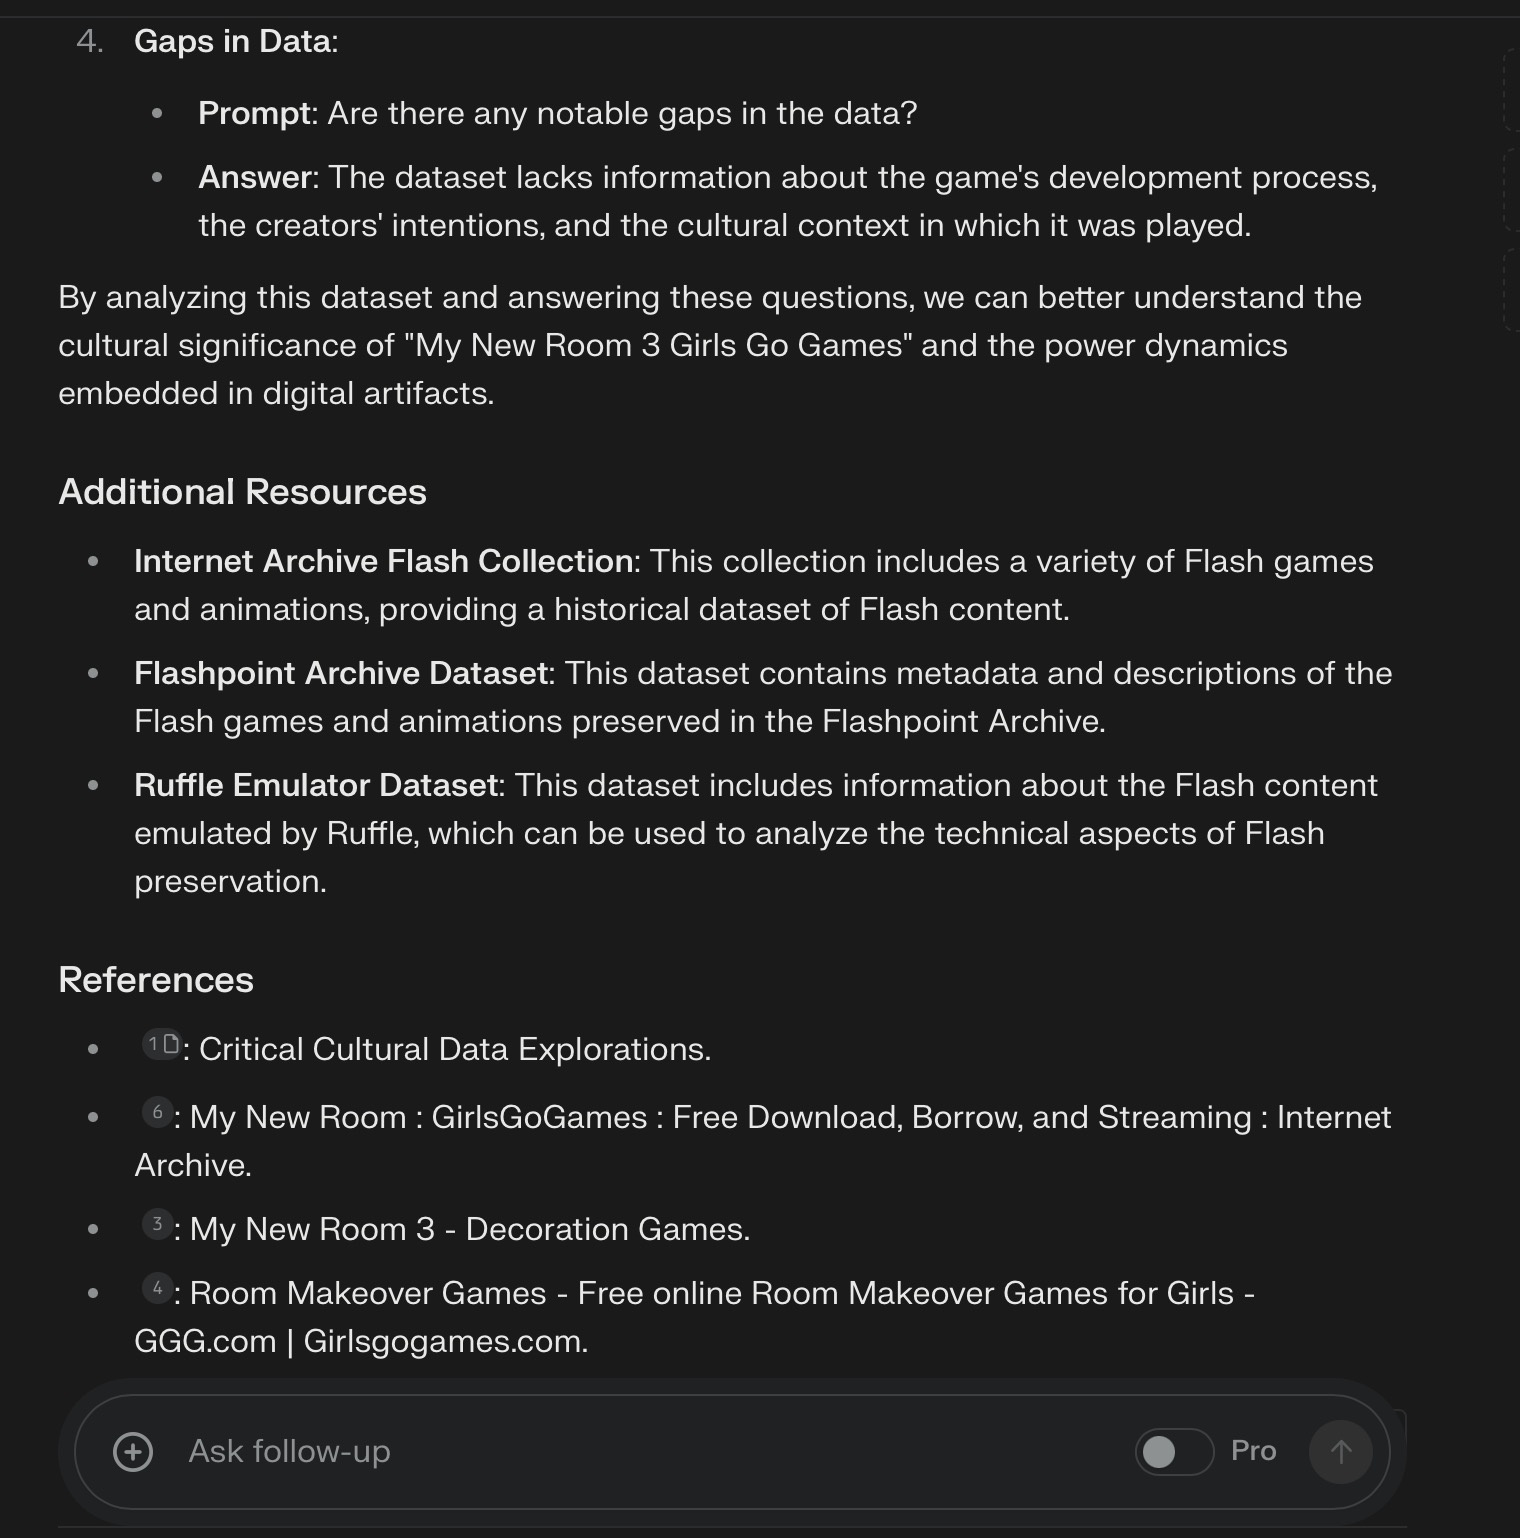 4. Gaps in Data:
• Prompt: Are there any notable gaps in the data?
• Answer: The dataset lacks information about the game's development process,
the creators' intentions, and the cultural context in which it was played.
By analyzing this dataset and answering these questions, we can better understand the
cultural significance of "My New Room 3 Girls Go Games" and the power dynamics
embedded in digital artifacts.
Additional Resources
• Internet Archive Flash Collection: This collection includes a variety of Flash games
and animations, providing a historical dataset of Flash content.
• Flashpoint Archive Dataset: This dataset contains metadata and descriptions of the
Flash games and animations preserved in the Flashpoint Archive.
• Ruffle Emulator Dataset: This dataset includes information about the Flash content
emulated by Ruffle, which can be used to analyze the technical aspects of Flash
preservation.
References
• 1: Critical Cultural Data Explorations.
• 6: My New Room : GirlsGoGames : Free Download, Borrow, and Streaming : Internet
Archive.
• 3: My New Room 3 - Decoration Games.
• 4: Room Makeover Games - Free online Room Makeover Games for Girls -
GGG.com | Girlsgogames.com.
Ask follow-up Pro